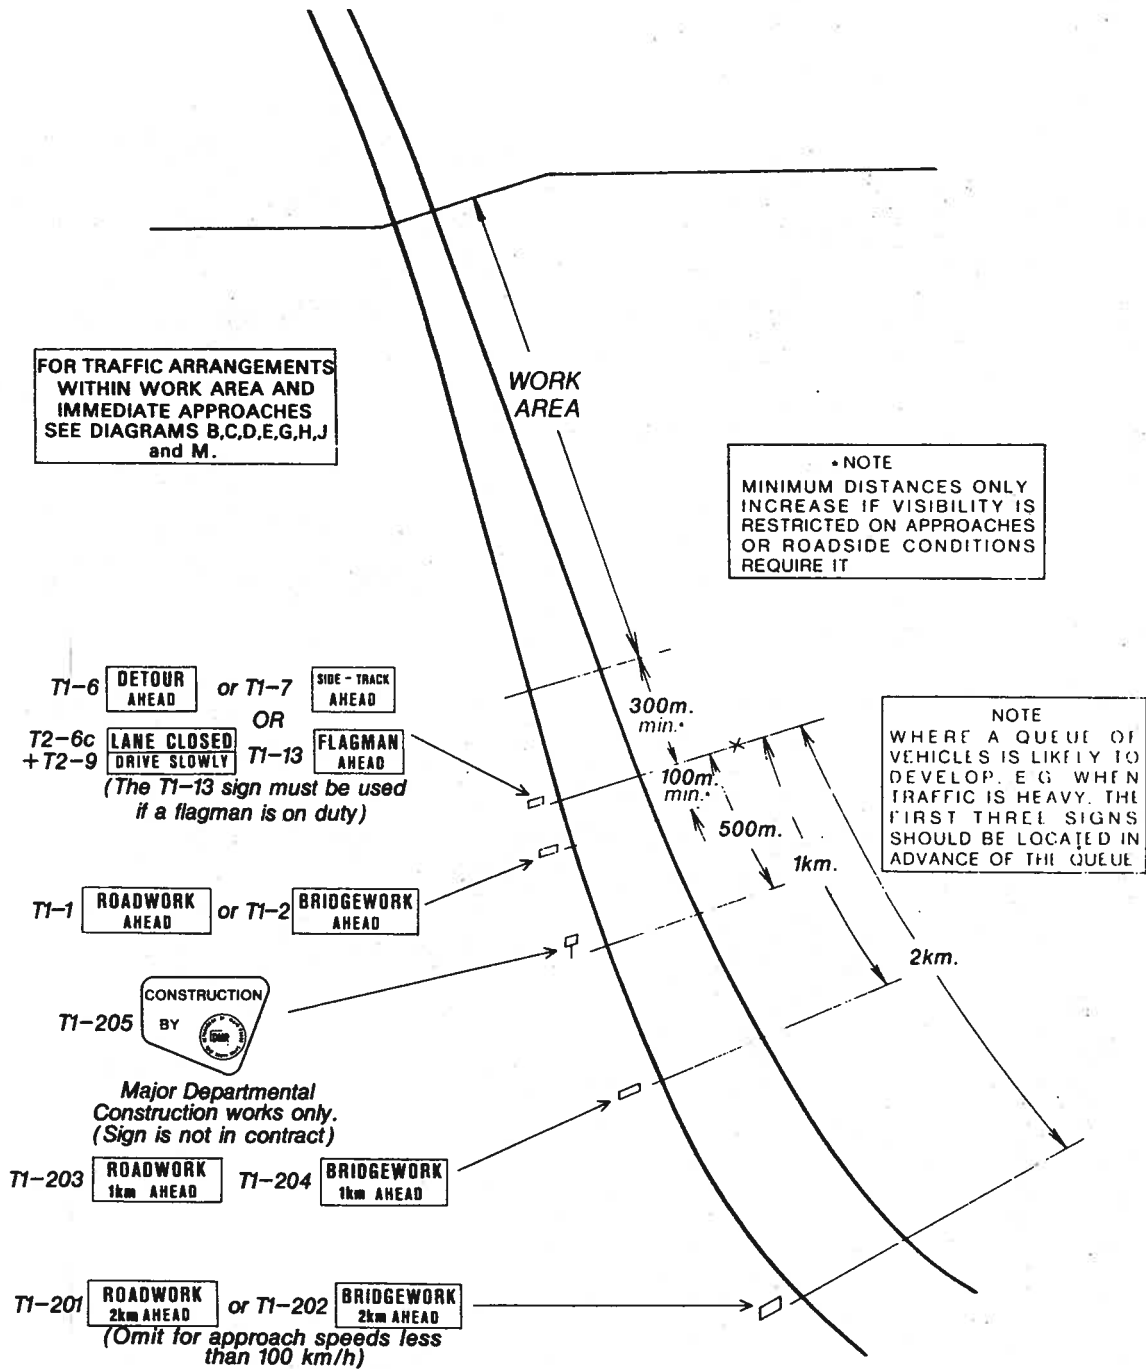 FOR TRAFFIC ARRANGEMENTS
WITHIN WORK AREA AND
IMMEDIATE APPROACHES
SEE DIAGRAMS B,C,D,E,G,H,J
and M.
WORK
AREA
•NOTE
MINIMUM DISTANCES ONLY
INCREASE IF VISIBILITY IS
RESTRICTED ON APPROACHES
OR ROADSIDE CONDITIONS
REQUIRE IT
T1-6 DETOUR AHEAD or T1-7 SIDE-TRACK AHEAD
OR
T2-6c LANE CLOSED
+T2-9 DRIVE SLOWLY
T1-13 FLAGMAN AHEAD
(The T1-13 sign must be used
if a flagman is on duty)
300m.
min.•
100m.
min.•
500m.
1km.
2km.
NOTE
WHERE A QUEUE OF
VEHICLES IS LIKELY TO
DEVELOP. E G WHEN
TRAFFIC IS HEAVY. THE
FIRST THREE SIGNS
SHOULD BE LOCATED IN
ADVANCE OF THE QUEUE
T1-1 ROADWORK AHEAD or T1-2 BRIDGEWORK AHEAD
T1-205
CONSTRUCTION
BY
DMR
Major Departmental
Construction works only.
(Sign is not in contract)
T1-203 ROADWORK 1km AHEAD T1-204 BRIDGEWORK 1km AHEAD
T1-201 ROADWORK 2km AHEAD or T1-202 BRIDGEWORK 2km AHEAD
(Omit for approach speeds less
than 100 km/h)